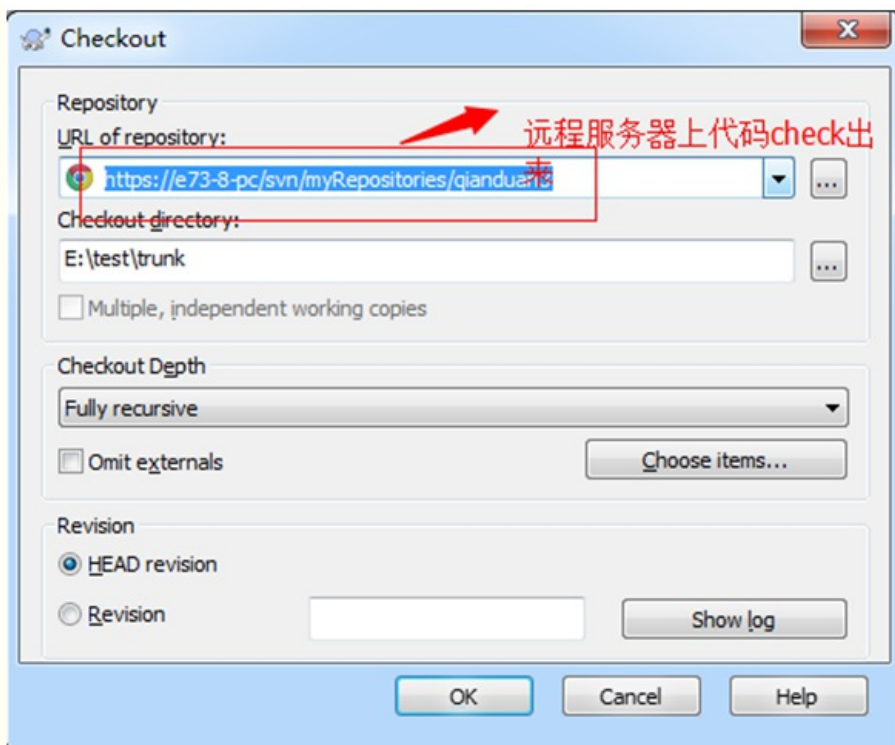 Checkout
Repository
URL of repository:
远程服务器上代码check出
来
https://e73-8-pc/svn/myRepositories/qianduan
Checkout directory:
...
E:\test\trunk
...
Multiple, independent working copies
Checkout Depth
Fully recursive
Omit externals
Choose items...
Revision
HEAD revision
Revision
Show log
OK
Cancel
Help